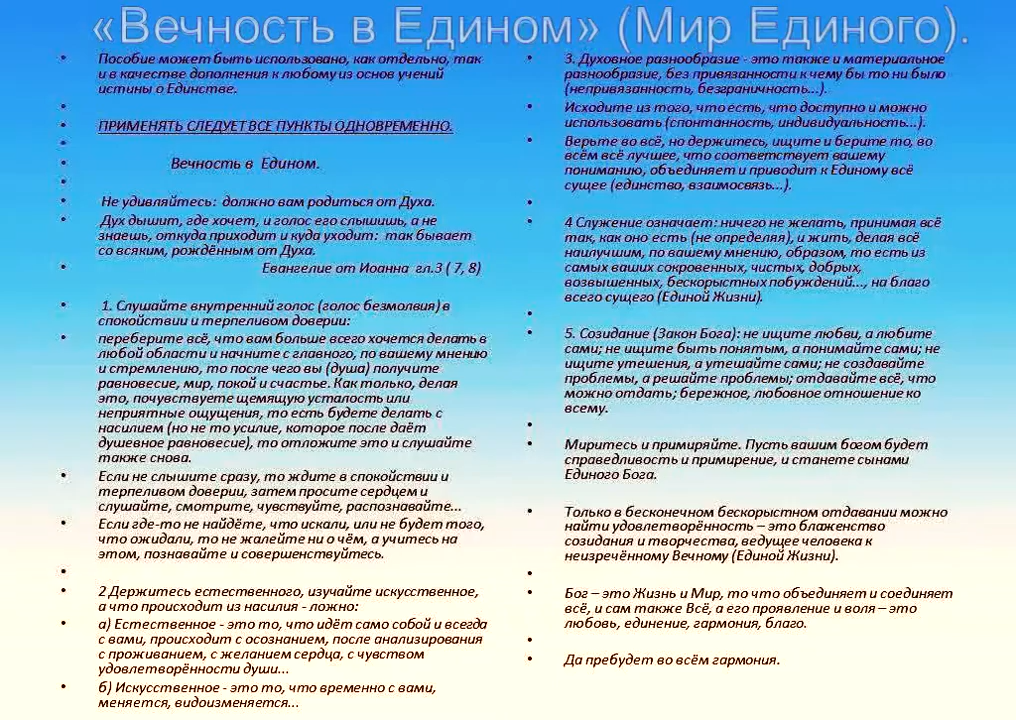 «Вечность в Едином» (Мир Единого).
• Пособие может быть использовано, как отдельно, так
и в качестве дополнения к любому из основ учений
истины о Единстве.
•
• ПРИМЕНЯТЬ СЛЕДУЕТ ВСЕ ПУНКТЫ ОДНОВРЕМЕННО.
•
• Вечность в Едином.
•
• Не удивляйтесь: должно вам родиться от Духа.
• Дух дышит, где хочет, и голос его слышишь, а не
знаешь, откуда приходит и куда уходит: так бывает
со всяким, рождённым от Духа.
• Евангелие от Иоанна гл.3 ( 7, 8)
• 1. Слушайте внутренний голос (голос безмолвия) в
спокойствии и терпеливом доверии:
• переберите всё, что вам больше всего хочется делать в
любой области и начните с главного, по вашему мнению
и стремлению, то после чего вы (душа) получите
равновесие, мир, покой и счастье. Как только, делая
это, почувствуете щемящую усталость или
неприятные ощущения, то есть будете делать с
насилием (но не то усилие, которое после даёт
душевное равновесие), то отложите это и слушайте
также снова.
• Если не слышите сразу, то ждите в спокойствии и
терпеливом доверии, затем просите сердцем и
слушайте, смотрите, чувствуйте, распознавайте...
• Если где-то не найдёте, что искали, или не будет того,
что ожидали, то не жалейте ни о чём, а учитесь на
этом, познавайте и совершенствуйтесь.
•
• 2 Держитесь естественного, изучайте искусственное,
а что происходит из насилия - ложно:
• а) Естественное - это то, что идёт само собой и всегда
с вами, происходит с осознанием, после анализирования
с проживанием, с желанием сердца, с чувством
удовлетворённости души...
• б) Искусственное - это то, что временно с вами,
меняется, видоизменяется...
• 3. Духовное разнообразие - это также и материальное
разнообразие, без привязанности к чему бы то ни было
(непривязанность, безграничность...).
• Исходите из того, что есть, что доступно и можно
использовать (спонтанность, индивидуальность...).
• Верьте во всё, но держитесь, ищите и берите то, во
всём всё лучшее, что соответствует вашему
пониманию, объединяет и приводит к Единому всё
сущее (единство, взаимосвязь...).
•
• 4 Служение означает: ничего не желать, принимая всё
так, как оно есть (не определяя), и жить, делая всё
наилучшим, по вашему мнению, образом, то есть из
самых ваших сокровенных, чистых, добрых,
возвышенных, бескорыстных побуждений..., на благо
всего сущего (Единой Жизни).
•
• 5. Созидание (Закон Бога): не ищите любви, а любите
сами; не ищите быть понятым, а понимайте сами; не
ищите утешения, а утешайте сами; не создавайте
проблемы, а решайте проблемы; отдавайте всё, что
можно отдать; бережное, любовное отношение ко
всему.
•
• Миритесь и примиряйте. Пусть вашим богом будет
справедливость и примирение, и станете сынами
Единого Бога.
• Только в бесконечном бескорыстном отдавании можно
найти удовлетворённость – это блаженство
созидания и творчества, ведущее человека к
неизречённому Вечному (Единой Жизни).
•
• Бог – это Жизнь и Мир, то что объединяет и соединяет
всё, и сам также Всё, а его проявление и воля – это
любовь, единение, гармония, благо.
•
• Да пребудет во всём гармония.